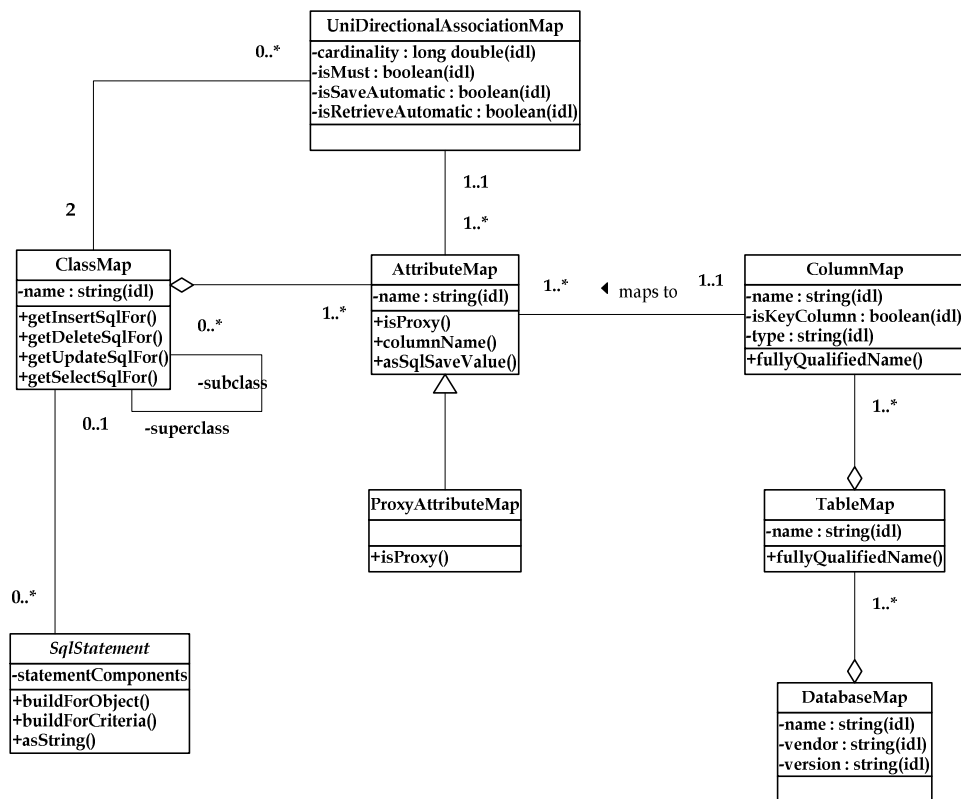 UniDirectionalAssociationMap
-cardinality : long double(idl)
-isMust : boolean(idl)
-isSaveAutomatic : boolean(idl)
-isRetrieveAutomatic : boolean(idl)
0..*
1..1
2
1..*
ClassMap
-name : string(idl)
+getInsertSqlFor()
+getDeleteSqlFor()
+getUpdateSqlFor()
+getSelectSqlFor()
0..*
1..*
-subclass
0..1
-superclass
AttributeMap
-name : string(idl)
+isProxy()
+columnName()
+asSqlSaveValue()
1..*
maps to
1..1
ColumnMap
-name : string(idl)
-isKeyColumn : boolean(idl)
-type : string(idl)
+fullyQualifiedName()
1..*
ProxyAttributeMap
+isProxy()
TableMap
-name : string(idl)
+fullyQualifiedName()
0..*
1..*
SqlStatement
-statementComponents
+buildForObject()
+buildForCriteria()
+asString()
DatabaseMap
-name : string(idl)
-vendor : string(idl)
-version : string(idl)